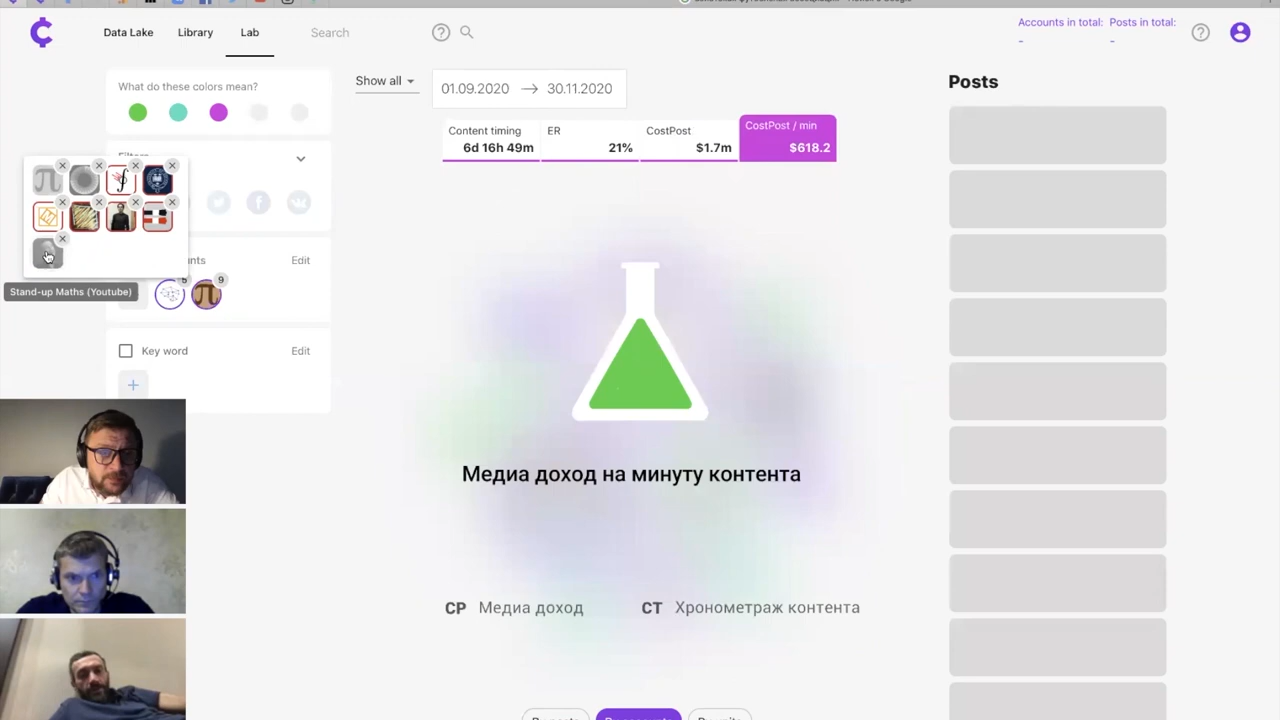 Data Lake
Library
Lab
Search
Accounts in total:
Posts in total:
-
-
What do these colors mean?
Show all
01.09.2020 → 30.11.2020
Posts
Content timing
6d 16h 49m
ER
21%
CostPost
$1.7m
CostPost / min
$618.2
Edit
5
9
Stand-up Maths (Youtube)
Key word
Edit
Медиа доход на минуту контента
CP Медиа доход
CT Хронометраж контента